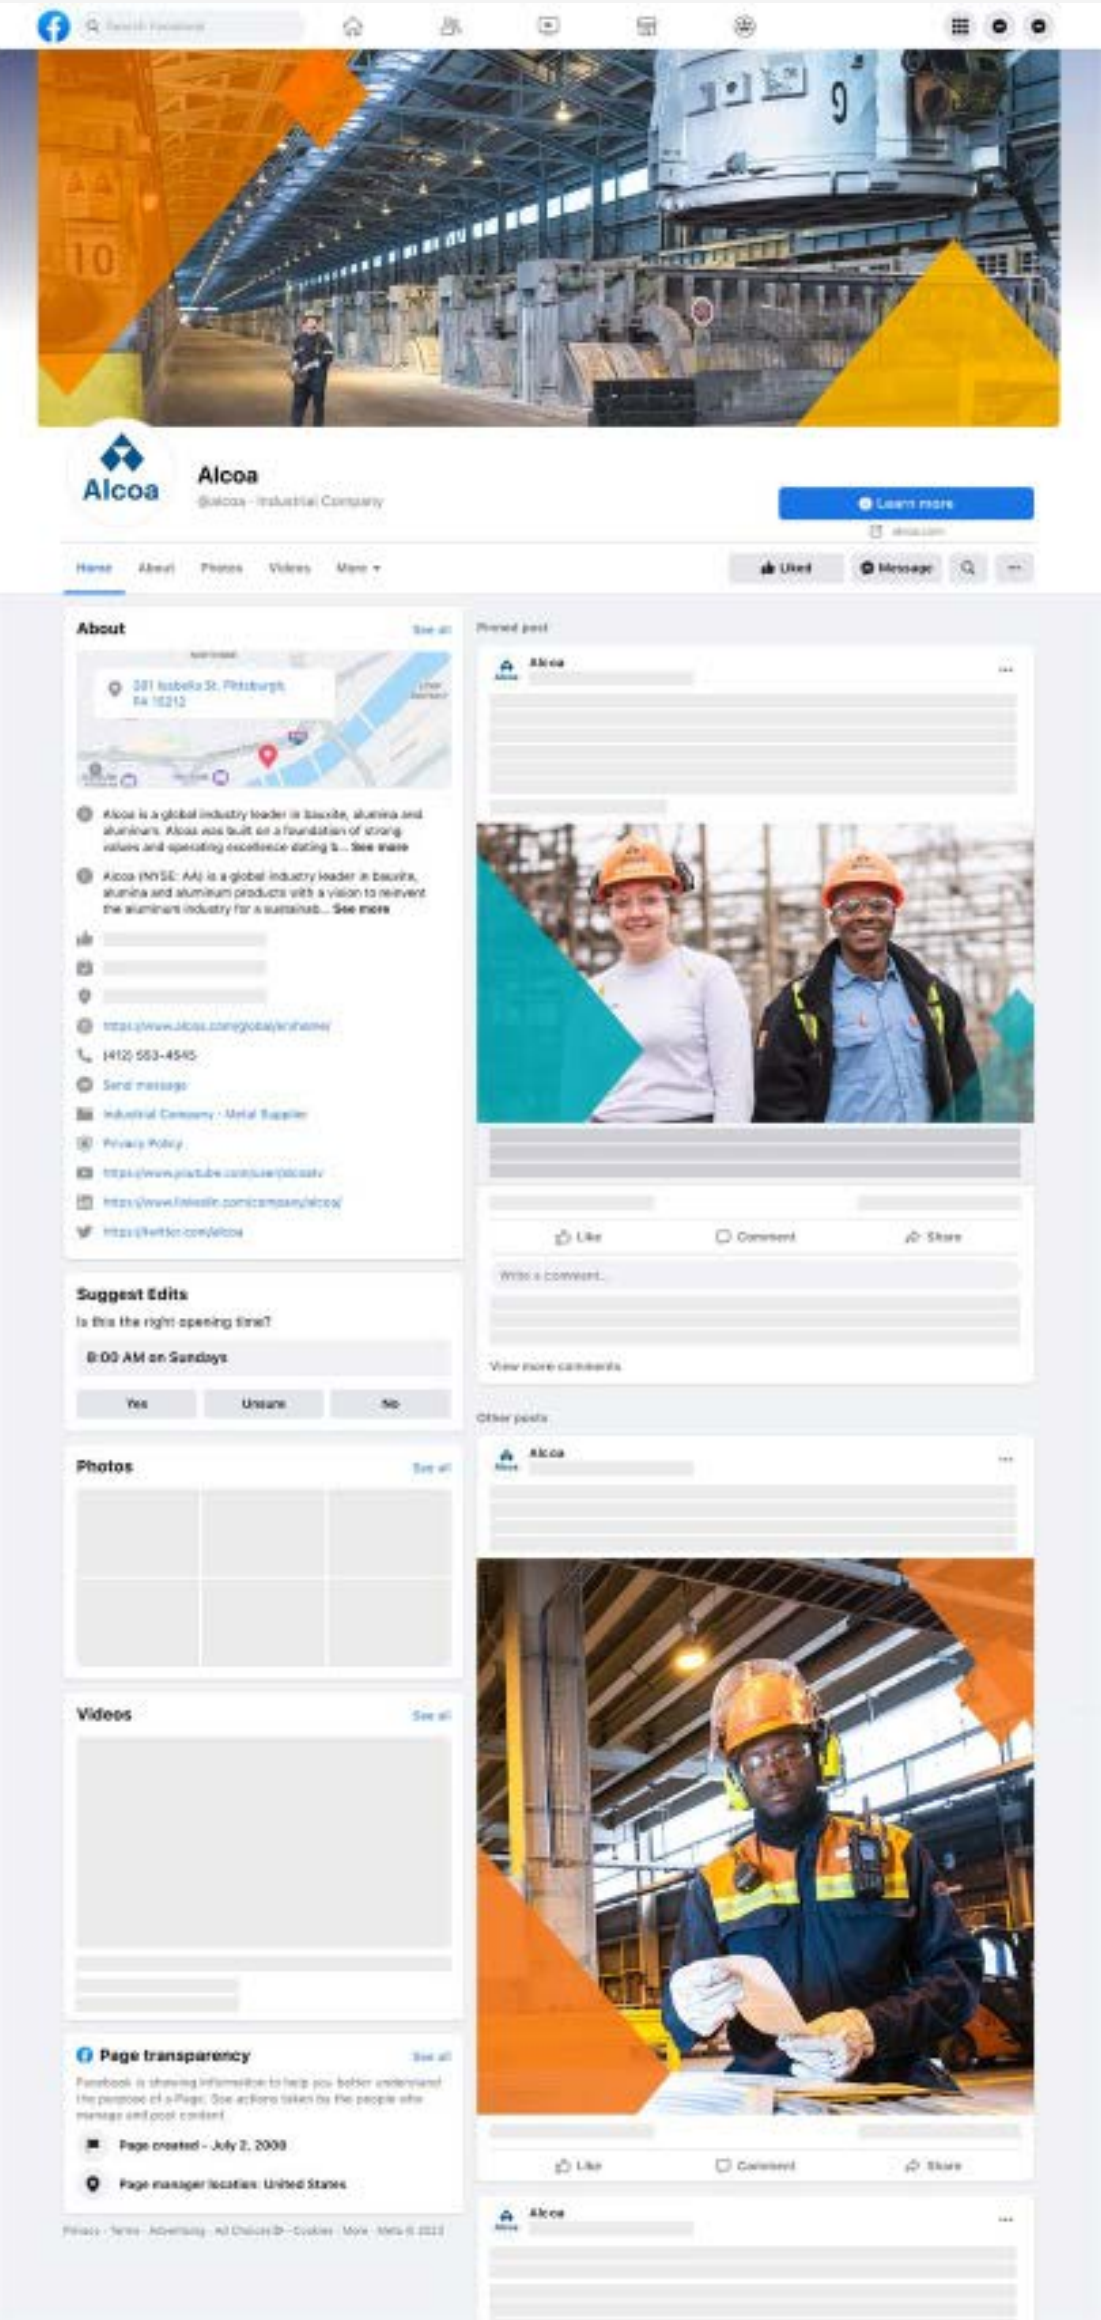 Search Facebook
10
9
Alcoa
Alcoa
@alcoa · Industrial Company
Learn more
alcoa.com
Home About Photos Videos More
Liked Message
About See all
301 Isabella St, Pittsburgh,
PA 15212
Alcoa is a global industry leader in bauxite, alumina and
aluminum. Alcoa was built on a foundation of strong
values and operating excellence dating b... See more
Alcoa (NYSE: AA) is a global industry leader in bauxite,
alumina and aluminum products with a vision to reinvent
the aluminum industry for a sustainab... See more
https://www.alcoa.com/global/en/home/
(412) 553-4545
Send message
Industrial Company · Metal Supplier
Privacy Policy
https://www.youtube.com/user/alcoatv
https://www.linkedin.com/company/alcoa/
https://twitter.com/alcoa
Suggest Edits
Is this the right opening time?
8:00 AM on Sundays
Yes Unsure No
Photos See all
Videos See all
Page transparency See all
Facebook is showing information to help you better understand
the purpose of a Page. See actions taken by the people who
manage and post content.
Page created - July 2, 2009
Page manager location: United States
Privacy · Terms · Advertising · Ad Choices · Cookies · More · Meta © 2023
Pinned post
Alcoa
Alcoa
Like Comment Share
Write a comment...
View more comments
Other posts
Alcoa
Alcoa
Like Comment Share
Alcoa
Alcoa